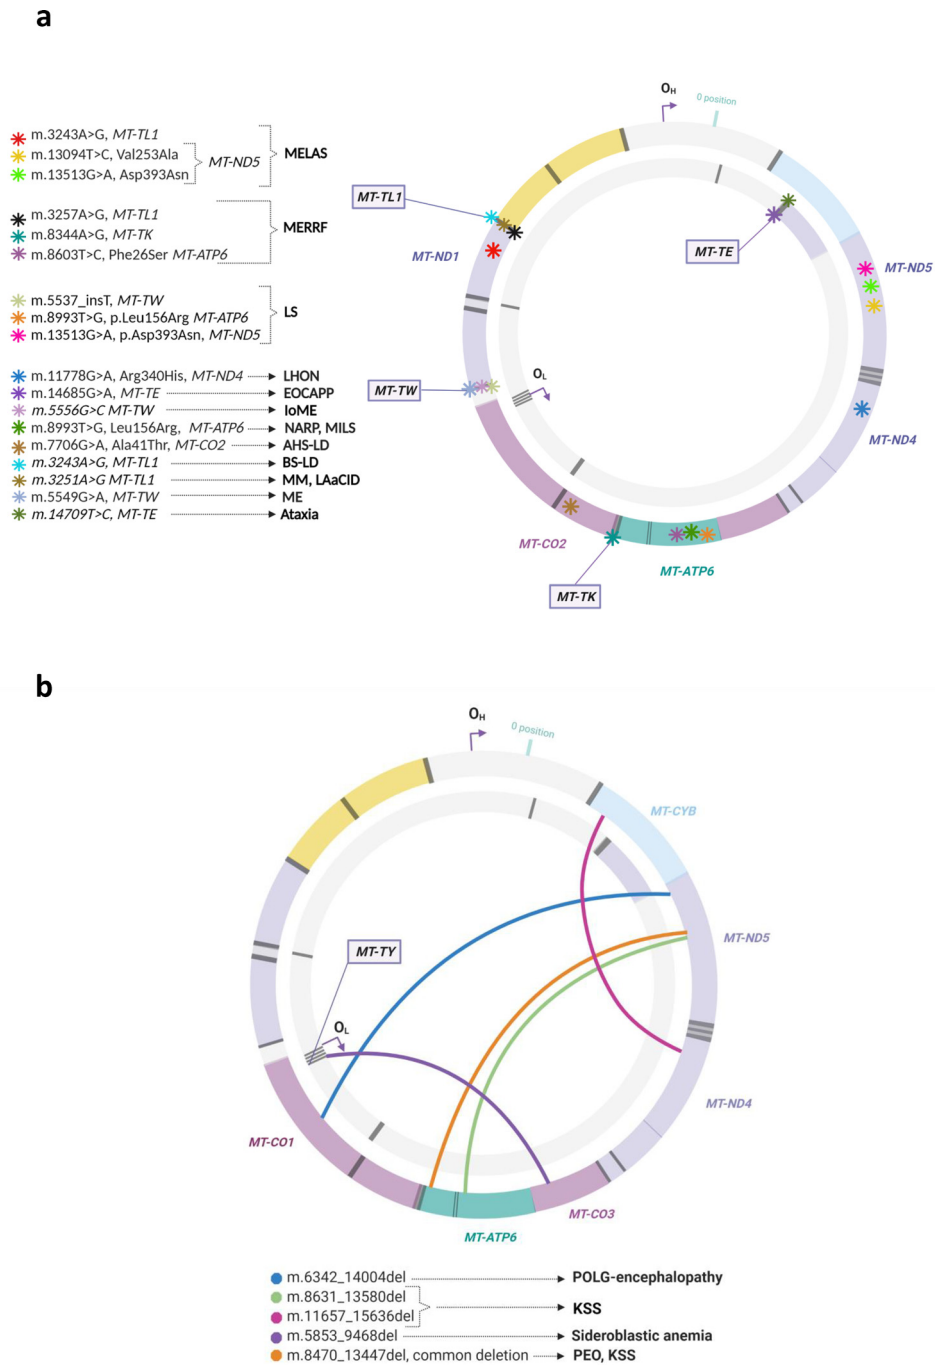 a
O_H
0 position
m.3243A>G, MT-TL1
m.13094T>C, Val253Ala
m.13513G>A, Asp393Asn
MT-ND5
MELAS
m.3257A>G, MT-TL1
m.8344A>G, MT-TK
m.8603T>C, Phe26Ser MT-ATP6
MERRF
m.5537_insT, MT-TW
m.8993T>G, p.Leu156Arg MT-ATP6
m.13513G>A, p.Asp393Asn, MT-ND5
LS
m.11778G>A, Arg340His, MT-ND4 LHON
m.14685G>A, MT-TE EOCAPP
m.5556G>C MT-TW IoME
m.8993T>G, Leu156Arg, MT-ATP6 NARP, MILS
m.7706G>A, Ala41Thr, MT-CO2 AHS-LD
m.3243A>G, MT-TL1 BS-LD
m.3251A>G MT-TL1 MM, LAaCID
m.5549G>A, MT-TW ME
m.14709T>C, MT-TE Ataxia
MT-TL1
MT-ND1
MT-TE
MT-ND5
MT-TW
O_L
MT-ND4
MT-CO2
MT-ATP6
MT-TK
b
O_H
0 position
MT-CYB
MT-ND5
MT-TY
O_L
MT-ND4
MT-CO1
MT-CO3
MT-ATP6
m.6342_14004del POLG-encephalopathy
m.8631_13580del
m.11657_15636del
KSS
m.5853_9468del Sideroblastic anemia
m.8470_13447del, common deletion PEO, KSS